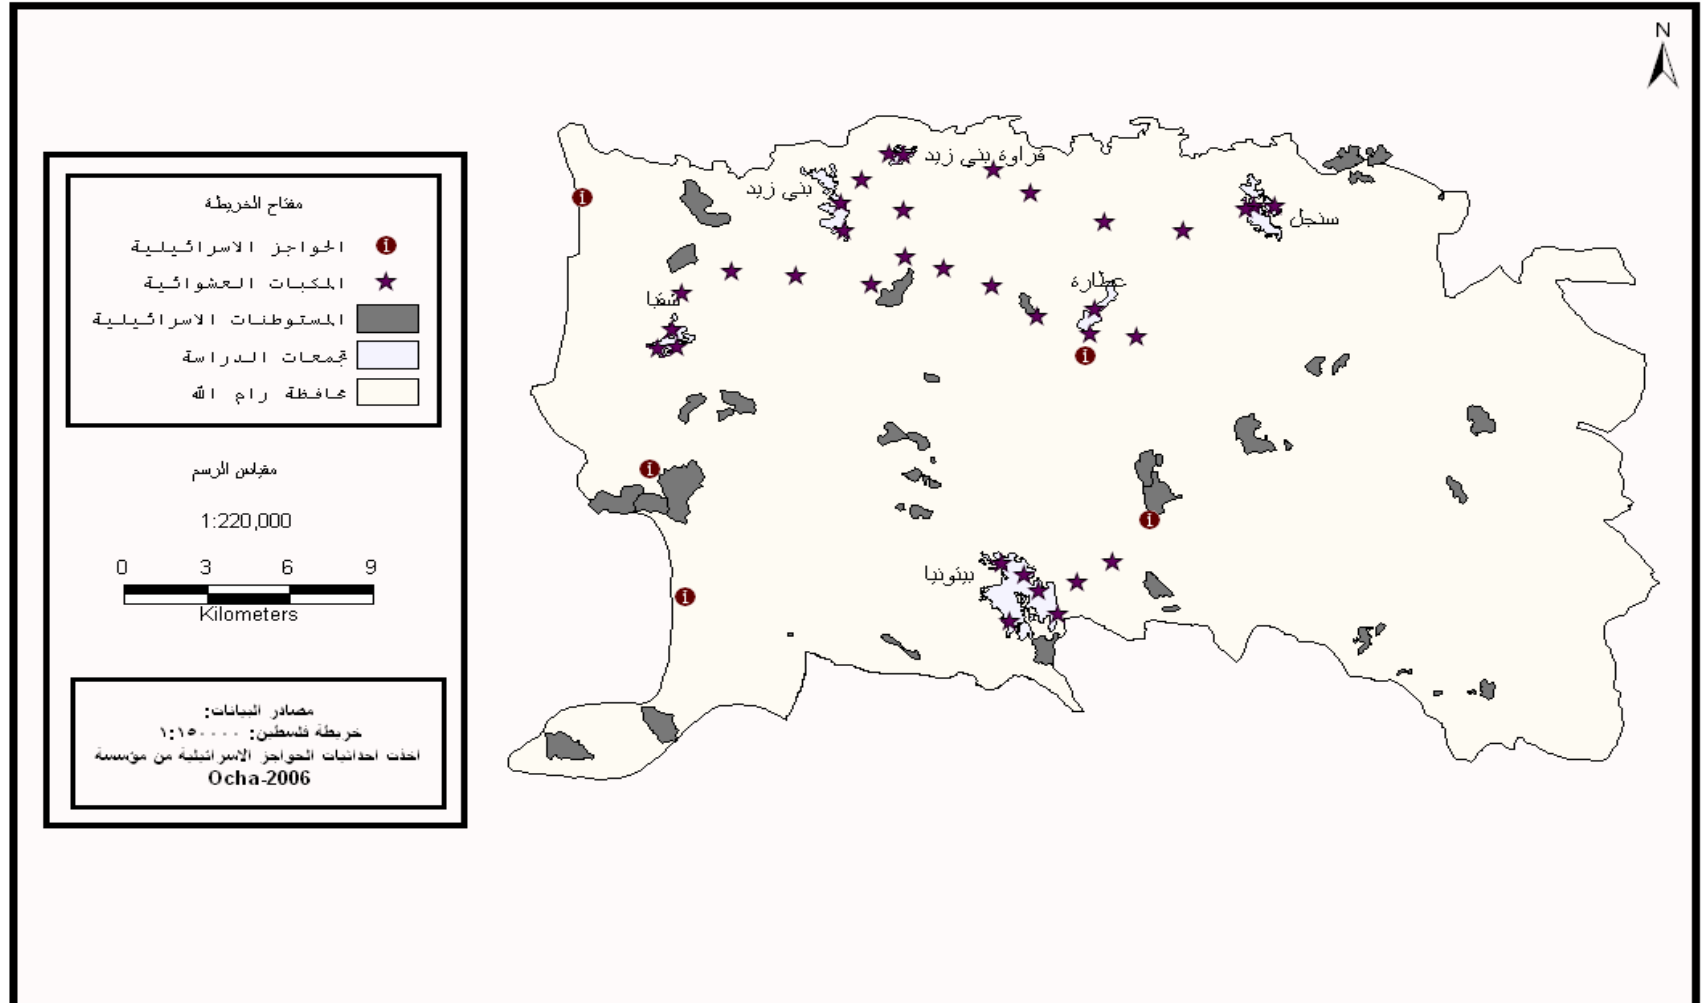 N
قراوة بني زيد
بني زيد
سنجل
عطارة
شقبا
بيتونيا
مفتاح الخريطة
الحواجز الاسرائيلية
المكبات العشوائية
المستوطنات الاسرائيلية
تجمعات الدراسة
محافظة رام الله
مقياس الرسم
1:220,000
0 3 6 9
Kilometers
مصادر البيانات:
خريطة فلسطين: ١:١٥٠٠٠٠
اخذت احداثيات الحواجز الاسرائيلية من مؤسسة
Ocha-2006